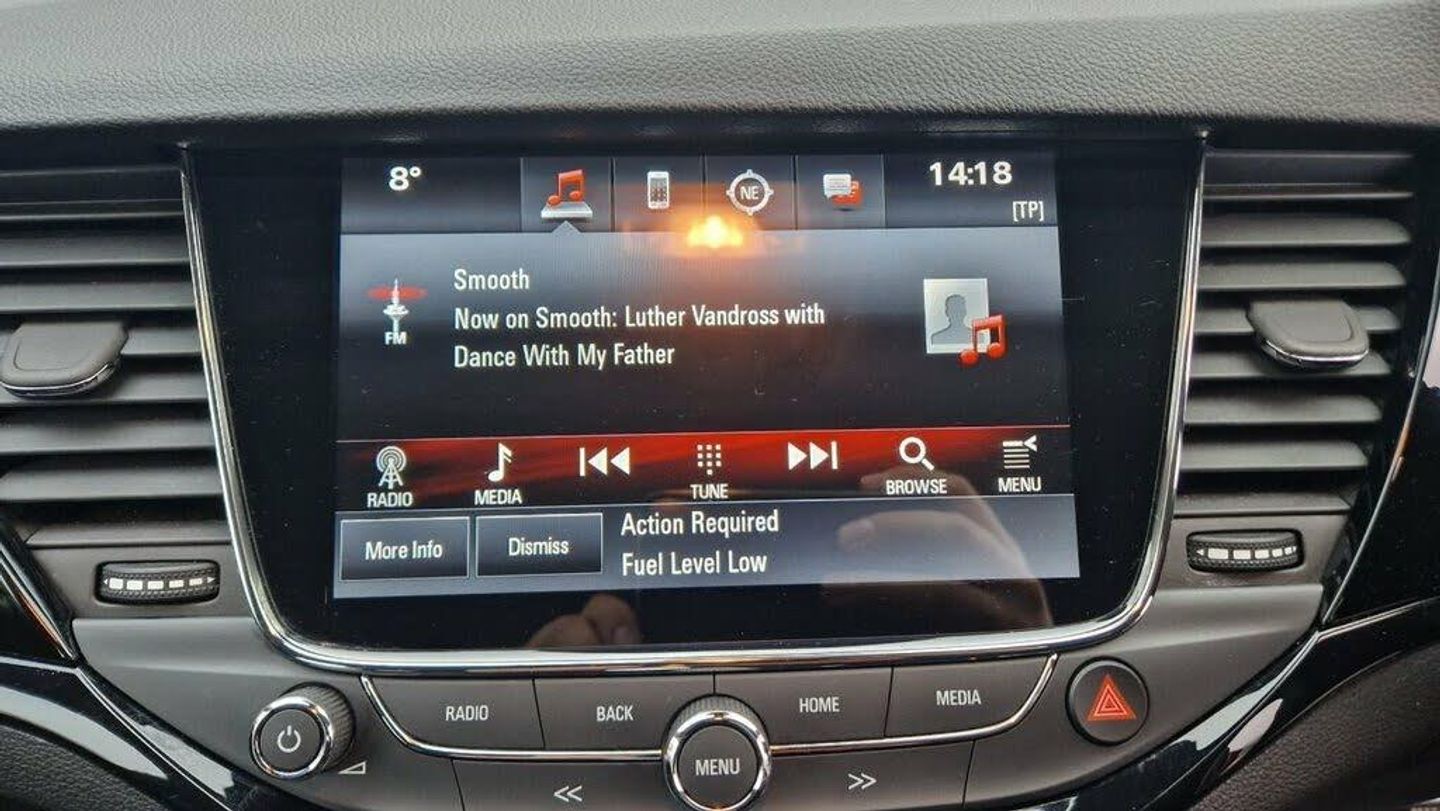 8°
NE
14:18
[TP]
FM
Smooth
Now on Smooth: Luther Vandross with
Dance With My Father
RADIO
MEDIA
TUNE
BROWSE
MENU
More Info
Dismiss
Action Required
Fuel Level Low
RADIO
BACK
HOME
MEDIA
MENU